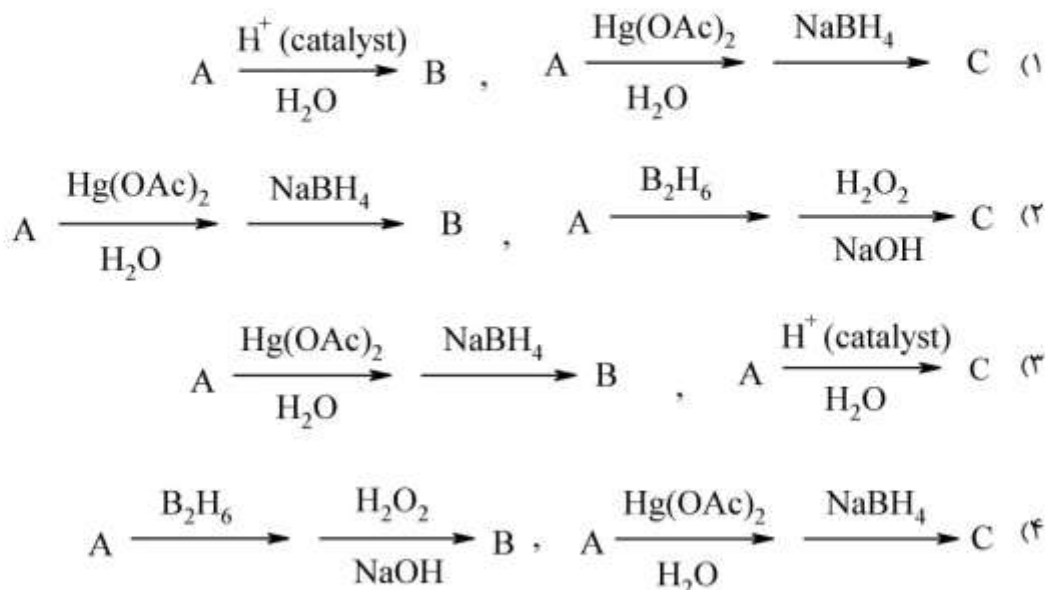 A H⁺ (catalyst) H₂O B , A Hg(OAc)₂ H₂O NaBH₄ C (۱
A Hg(OAc)₂ H₂O NaBH₄ B , A B₂H₆ H₂O₂ NaOH C (۲
A Hg(OAc)₂ H₂O NaBH₄ B , A H⁺ (catalyst) H₂O C (۳
A B₂H₆ H₂O₂ NaOH B , A Hg(OAc)₂ H₂O NaBH₄ C (۴